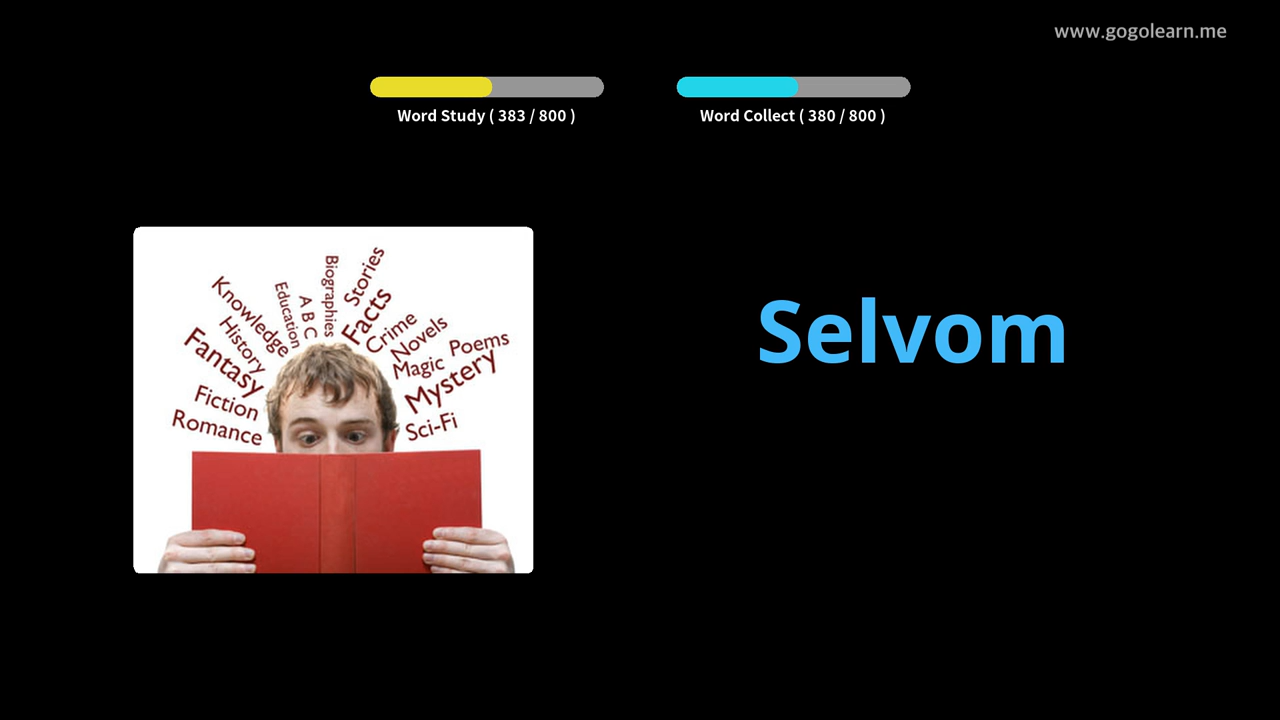 www.gogolearn.me
Word Study ( 383 / 800 )
Word Collect ( 380 / 800 )
Selvom
Stories
Biographies
Facts
A B C
Education
Knowledge
Crime
Novels
History
Poems
Fantasy
Magic
Mystery
Fiction
Romance
Sci-Fi